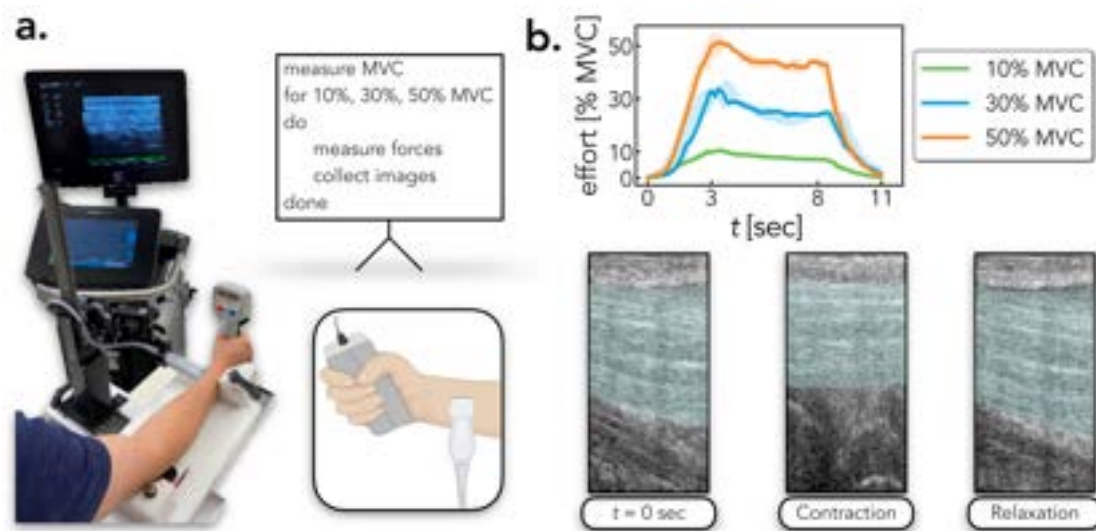 a.
measure MVC
for 10%, 30%, 50% MVC
do
measure forces
collect images
done
b.
effort [% MVC]
50
30
10
0
0 3 8 11
t [sec]
10% MVC
30% MVC
50% MVC
t = 0 sec
Contraction
Relaxation